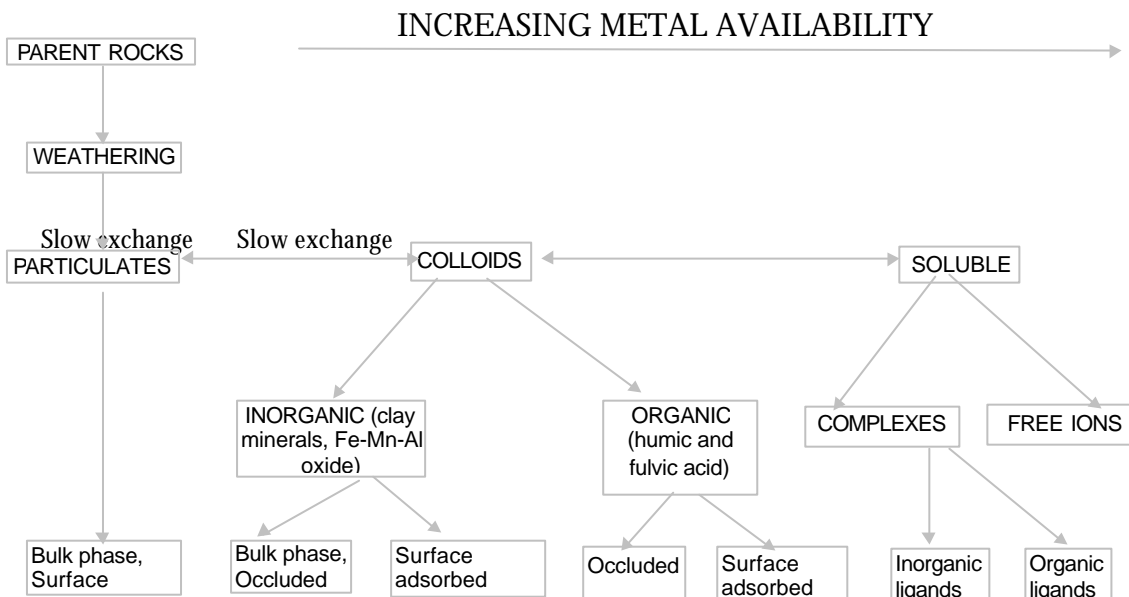 INCREASING METAL AVAILABILITY
PARENT ROCKS
WEATHERING
Slow exchange
Slow exchange
PARTICULATES
COLLOIDS
SOLUBLE
INORGANIC (clay
minerals, Fe-Mn-Al
oxide)
ORGANIC
(humic and
fulvic acid)
COMPLEXES
FREE IONS
Bulk phase,
Surface
Bulk phase,
Occluded
Surface
adsorbed
Occluded
Surface
adsorbed
Inorganic
ligands
Organic
ligands